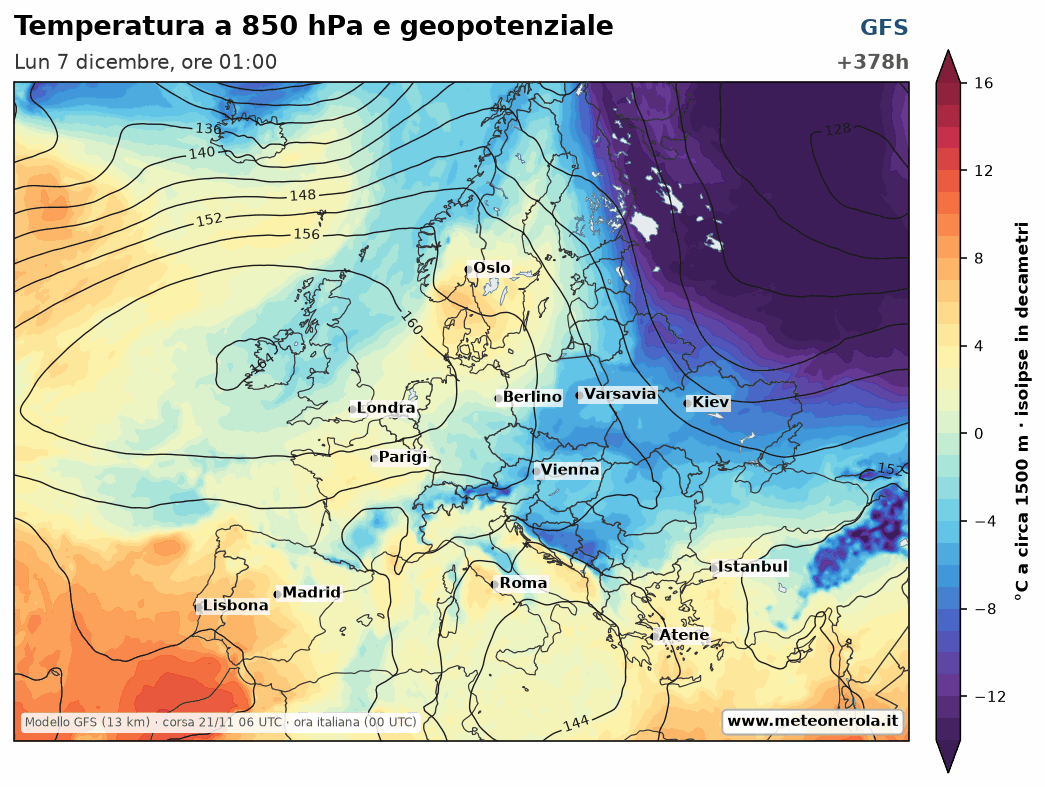 Temperatura a 850 hPa e geopotenziale
GFS
Lun 7 dicembre, ore 01:00
+378h
136
140
148
152
156
160
164
128
152
144
Oslo
Berlino
Varsavia
Kiev
Londra
Parigi
Vienna
Istanbul
Roma
Madrid
Lisbona
Atene
Modello GFS (13 km) · corsa 21/11 06 UTC · ora italiana (00 UTC)
www.meteonerola.it
16
12
8
4
0
−4
−8
−12
°C a circa 1500 m · isoipse in decametri